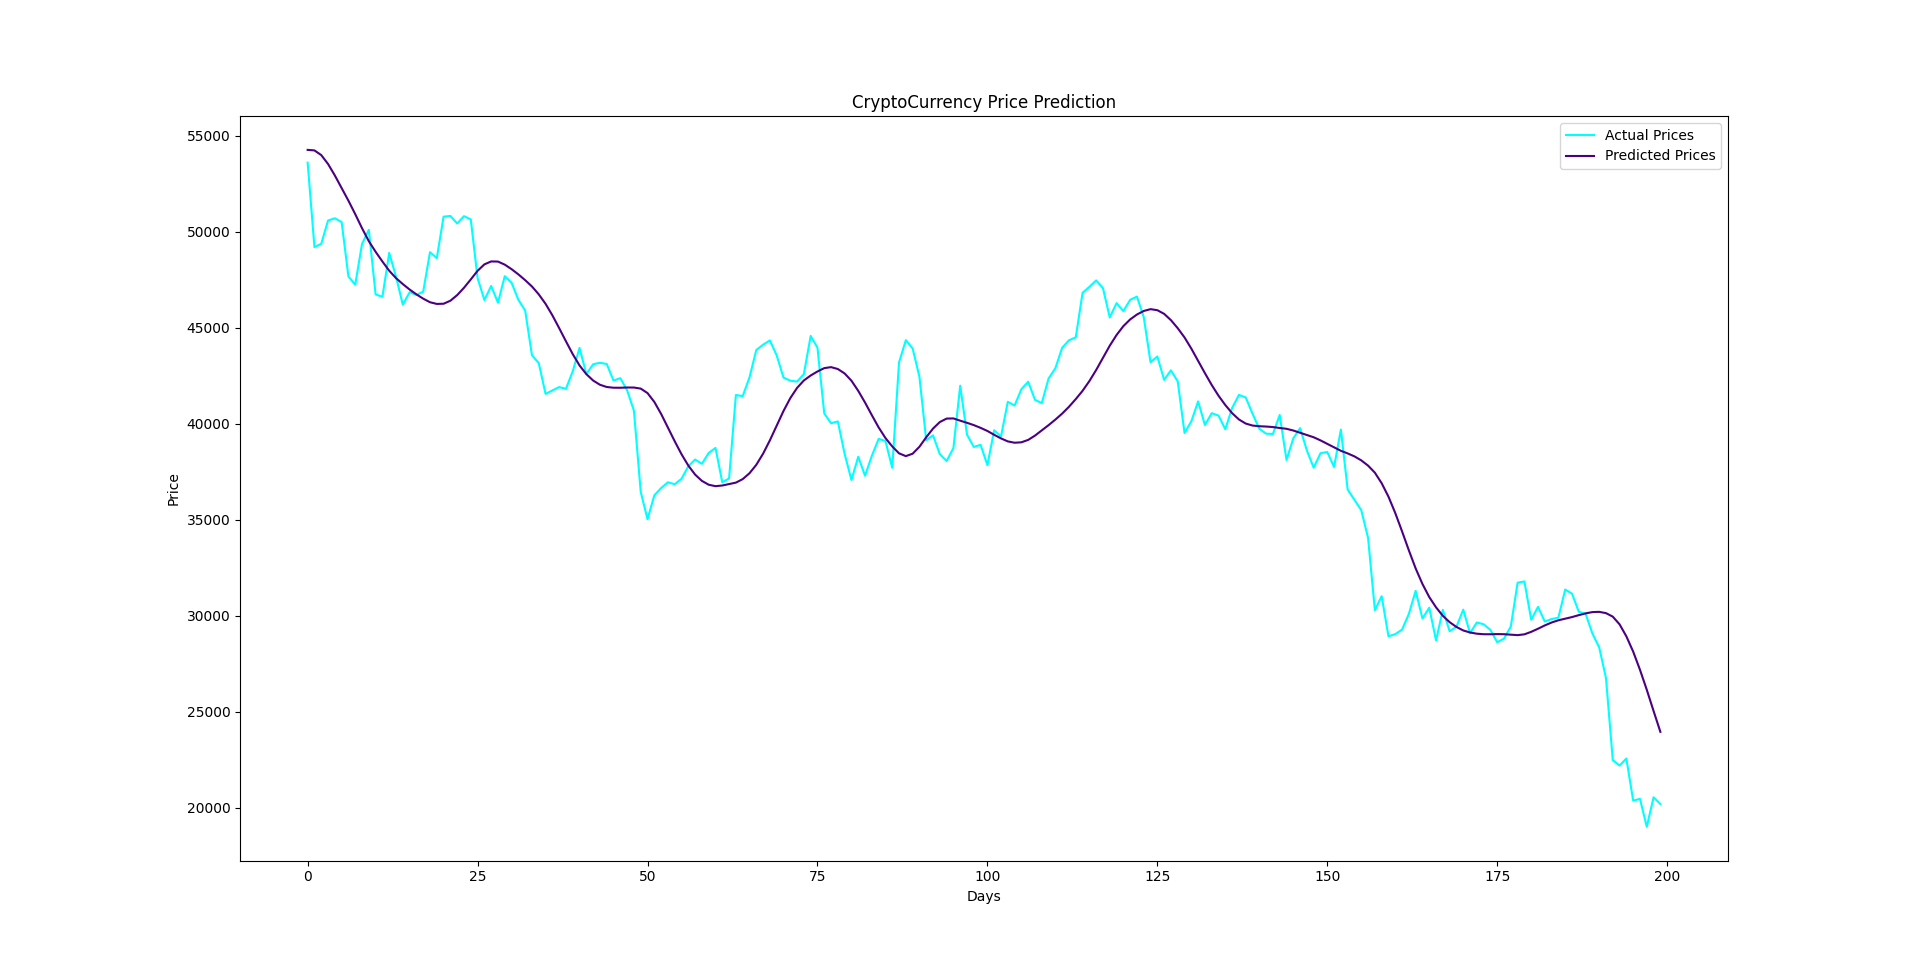 CryptoCurrency Price Prediction
55000
50000
45000
40000
35000
30000
25000
20000
Price
0 25 50 75 100 125 150 175 200
Days
Actual Prices
Predicted Prices